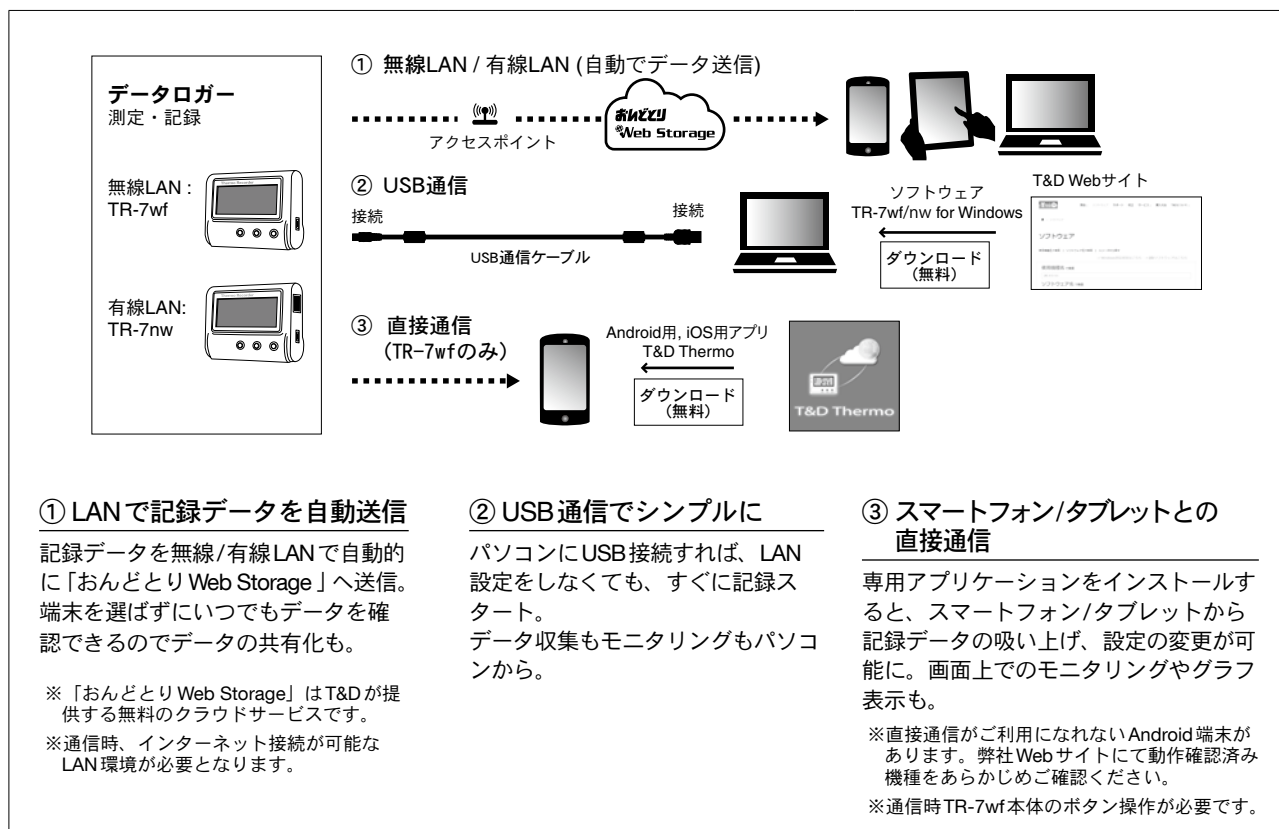 データロガー
測定・記録
無線LAN :
TR-7wf
有線LAN:
TR-7nw
① 無線LAN / 有線LAN (自動でデータ送信)
アクセスポイント
おんどとり
Web Storage
② USB通信
接続
接続
USB通信ケーブル
ソフトウェア
TR-7wf/nw for Windows
ダウンロード
(無料)
T&D Webサイト
ソフトウェア
③ 直接通信
(TR-7wfのみ)
Android用, iOS用アプリ
T&D Thermo
ダウンロード
(無料)
T&D Thermo
① LANで記録データを自動送信
記録データを無線/有線LANで自動的
に「おんどとりWeb Storage」へ送信。
端末を選ばずにいつでもデータを確
認できるのでデータの共有化も。
※「おんどとりWeb Storage」はT&Dが提
供する無料のクラウドサービスです。
※通信時、インターネット接続が可能な
LAN環境が必要となります。
② USB通信でシンプルに
パソコンにUSB接続すれば、LAN
設定をしなくても、すぐに記録ス
タート。
データ収集もモニタリングもパソコ
ンから。
③ スマートフォン/タブレットとの
直接通信
専用アプリケーションをインストールす
ると、スマートフォン/タブレットから
記録データの吸い上げ、設定の変更が可
能に。画面上でのモニタリングやグラフ
表示も。
※直接通信がご利用になれないAndroid端末が
あります。弊社Webサイトにて動作確認済み
機種をあらかじめご確認ください。
※通信時TR-7wf本体のボタン操作が必要です。